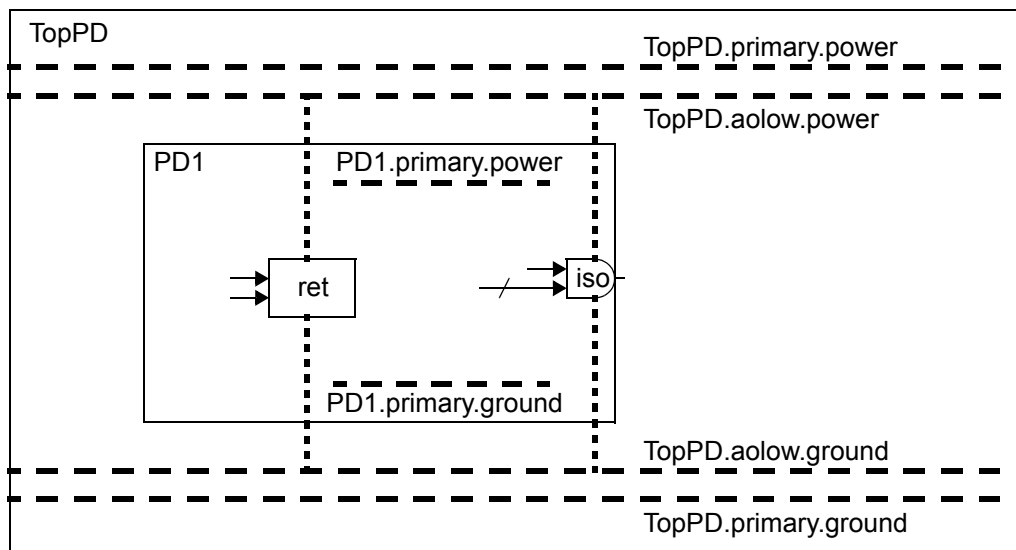 TopPD
TopPD.primary.power
TopPD.aolow.power
PD1
PD1.primary.power
ret
iso
PD1.primary.ground
TopPD.aolow.ground
TopPD.primary.ground